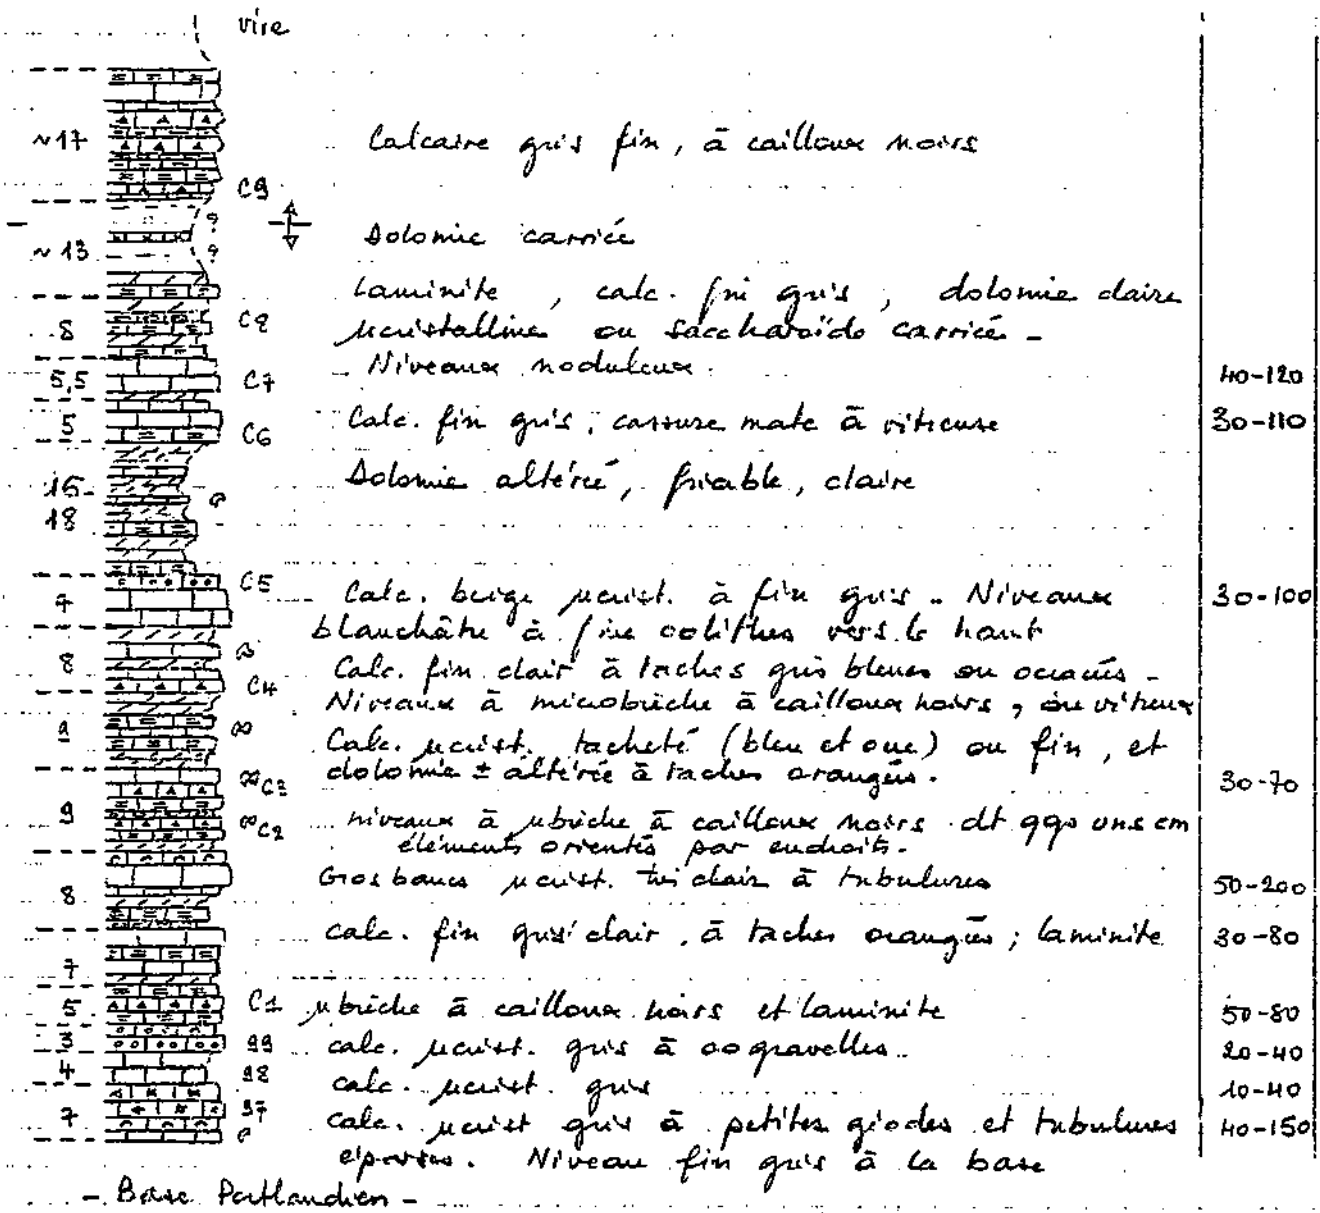 vire
~17 Calcaire gris fin, à cailloux noirs
C9
~13 Dolomie carriée
Laminite, calc. fin gris, dolomie claire
8 C8 µcristalline ou saccharoïde carriée -
- Niveaux noduleux.
5,5 C7 40-120
5 C6 Calc. fin gris, cassure mate à vitreuse 30-110
15- Dolomie altérée, friable, claire
18
C5
7 Calc. beige µcrist. à fin gris - Niveaux 30-100
blanchâtre à fine oolithes vers le haut
8 Calc. fin clair à taches gris bleues ou ocracées -
C4 Niveaux à microbrèche à cailloux noirs, ou vitreux
9 Calc. µcrist. tacheté (bleu et ocre) ou fin, et
dolomie ± altérée à taches orangées.
C3 30-70
9 C2 niveaux à µbrèche à cailloux noirs dt qqs uns cm
éléments orientés par endroits.
8 Gros bancs µcrist. très clair à tubulures 50-200
calc. fin gris clair, à taches orangées; laminite 30-80
7
5 C1 µbrèche à cailloux noirs et laminite 50-80
3 99 calc. µcrist. gris à oogravelles. 20-40
4 98 calc. µcrist. gris 10-40
7 97 calc. µcrist gris à petites géodes et tubulures 40-150
éparses. Niveau fin gris à la base
- Base Portlandien -